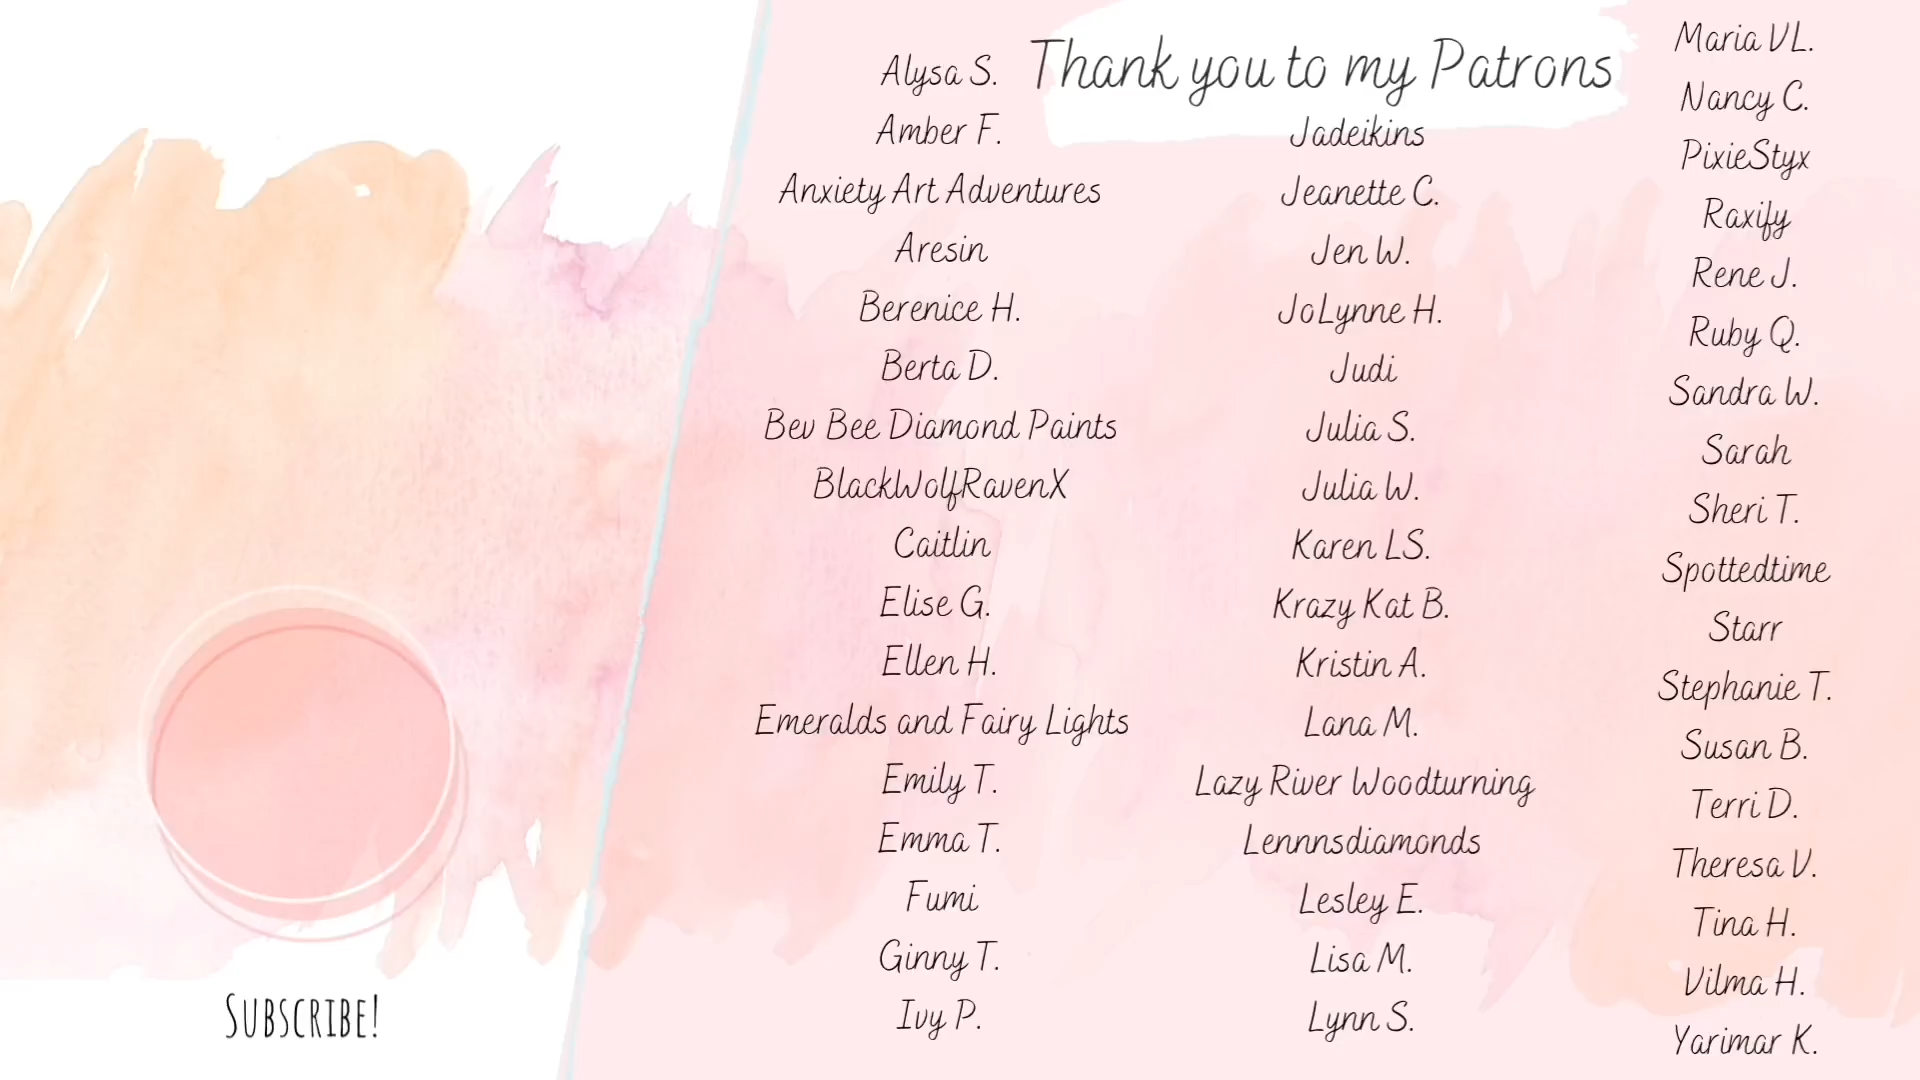 Thank you to my Patrons
Alysa S.
Amber F.
Anxiety Art Adventures
Aresin
Berenice H.
Berta D.
Bev Bee Diamond Paints
BlackWolfRavenX
Caitlin
Elise G.
Ellen H.
Emeralds and Fairy Lights
Emily T.
Emma T.
Fumi
Ginny T.
Ivy P.
Jadeikins
Jeanette C.
Jen W.
JoLynne H.
Judi
Julia S.
Julia W.
Karen LS.
Krazy Kat B.
Kristin A.
Lana M.
Lazy River Woodturning
Lennnsdiamonds
Lesley E.
Lisa M.
Lynn S.
Maria VL.
Nancy C.
PixieStyx
Raxify
Rene J.
Ruby Q.
Sandra W.
Sarah
Sheri T.
Spottedtime
Starr
Stephanie T.
Susan B.
Terri D.
Theresa V.
Tina H.
Vilma H.
Yarimar K.
SUBSCRIBE!